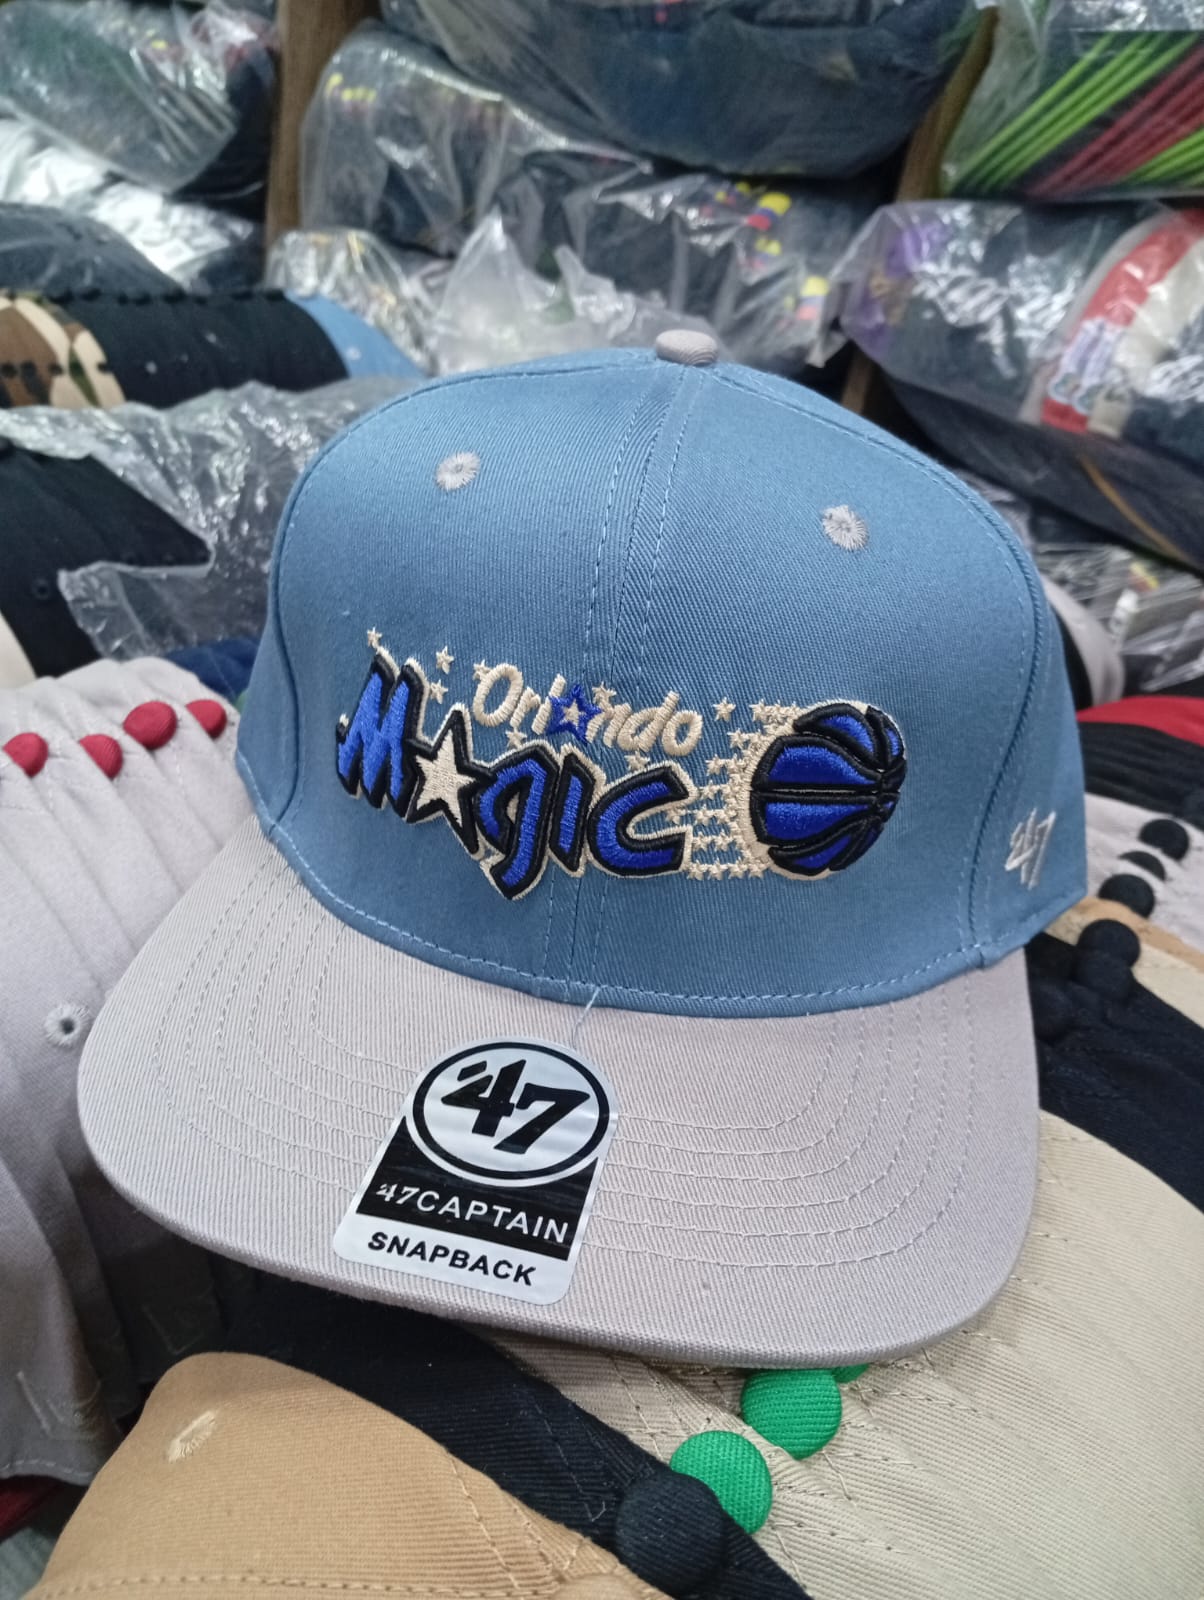 Orlando
Magic
'47
'47
'47CAPTAIN
SNAPBACK